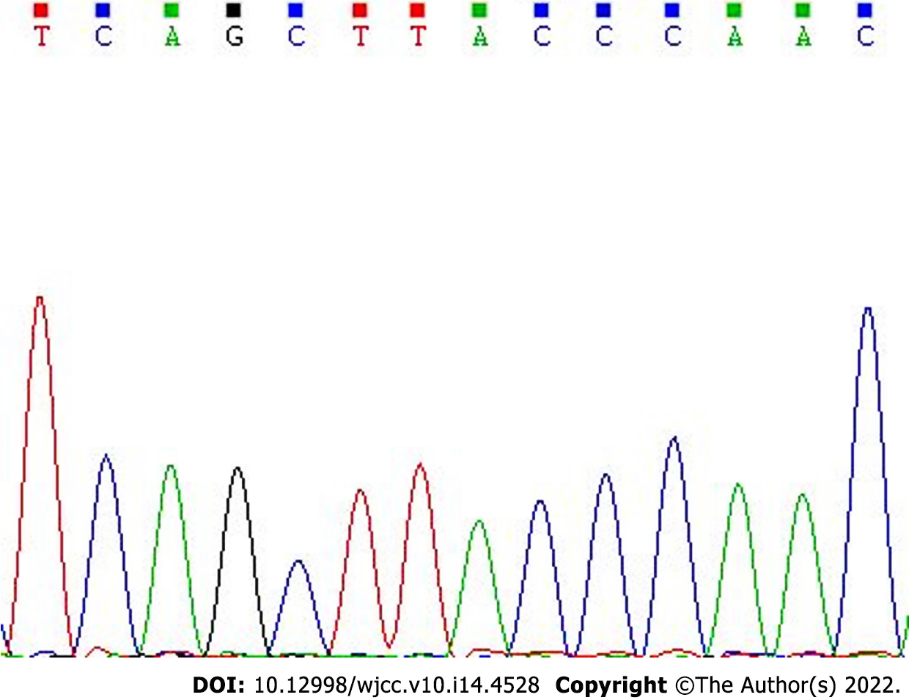 T C A G C T T A C C C A A C
DOI: 10.12998/wjcc.v10.i14.4528 Copyright ©The Author(s) 2022.